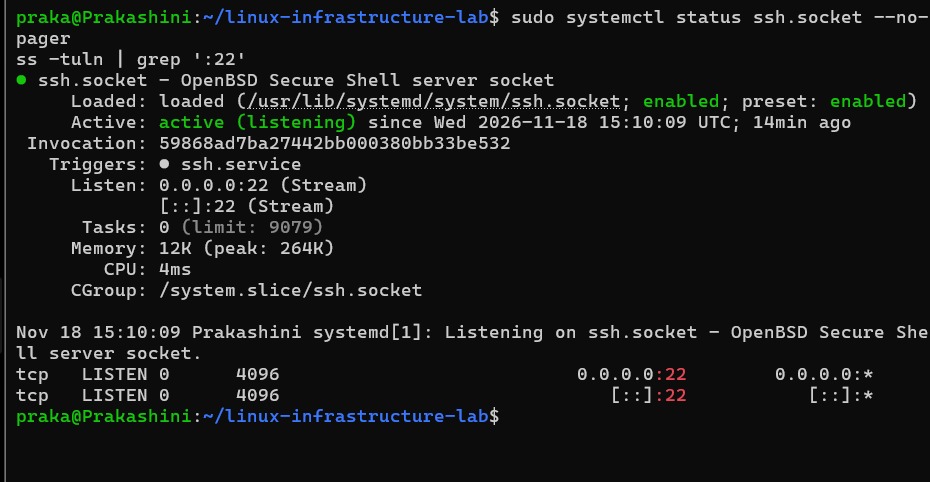 praka@Prakashini:~/linux-infrastructure-lab$ sudo systemctl status ssh.socket --no-
pager
ss -tuln | grep ':22'
● ssh.socket - OpenBSD Secure Shell server socket
     Loaded: loaded (/usr/lib/systemd/system/ssh.socket; enabled; preset: enabled)
     Active: active (listening) since Wed 2026-11-18 15:10:09 UTC; 14min ago
 Invocation: 59868ad7ba27442bb000380bb33be532
   Triggers: ● ssh.service
     Listen: 0.0.0.0:22 (Stream)
             [::]:22 (Stream)
      Tasks: 0 (limit: 9079)
     Memory: 12K (peak: 264K)
        CPU: 4ms
     CGroup: /system.slice/ssh.socket

Nov 18 15:10:09 Prakashini systemd[1]: Listening on ssh.socket - OpenBSD Secure She
ll server socket.
tcp   LISTEN 0      4096                           0.0.0.0:22        0.0.0.0:*
tcp   LISTEN 0      4096                              [::]:22           [::]:*
praka@Prakashini:~/linux-infrastructure-lab$